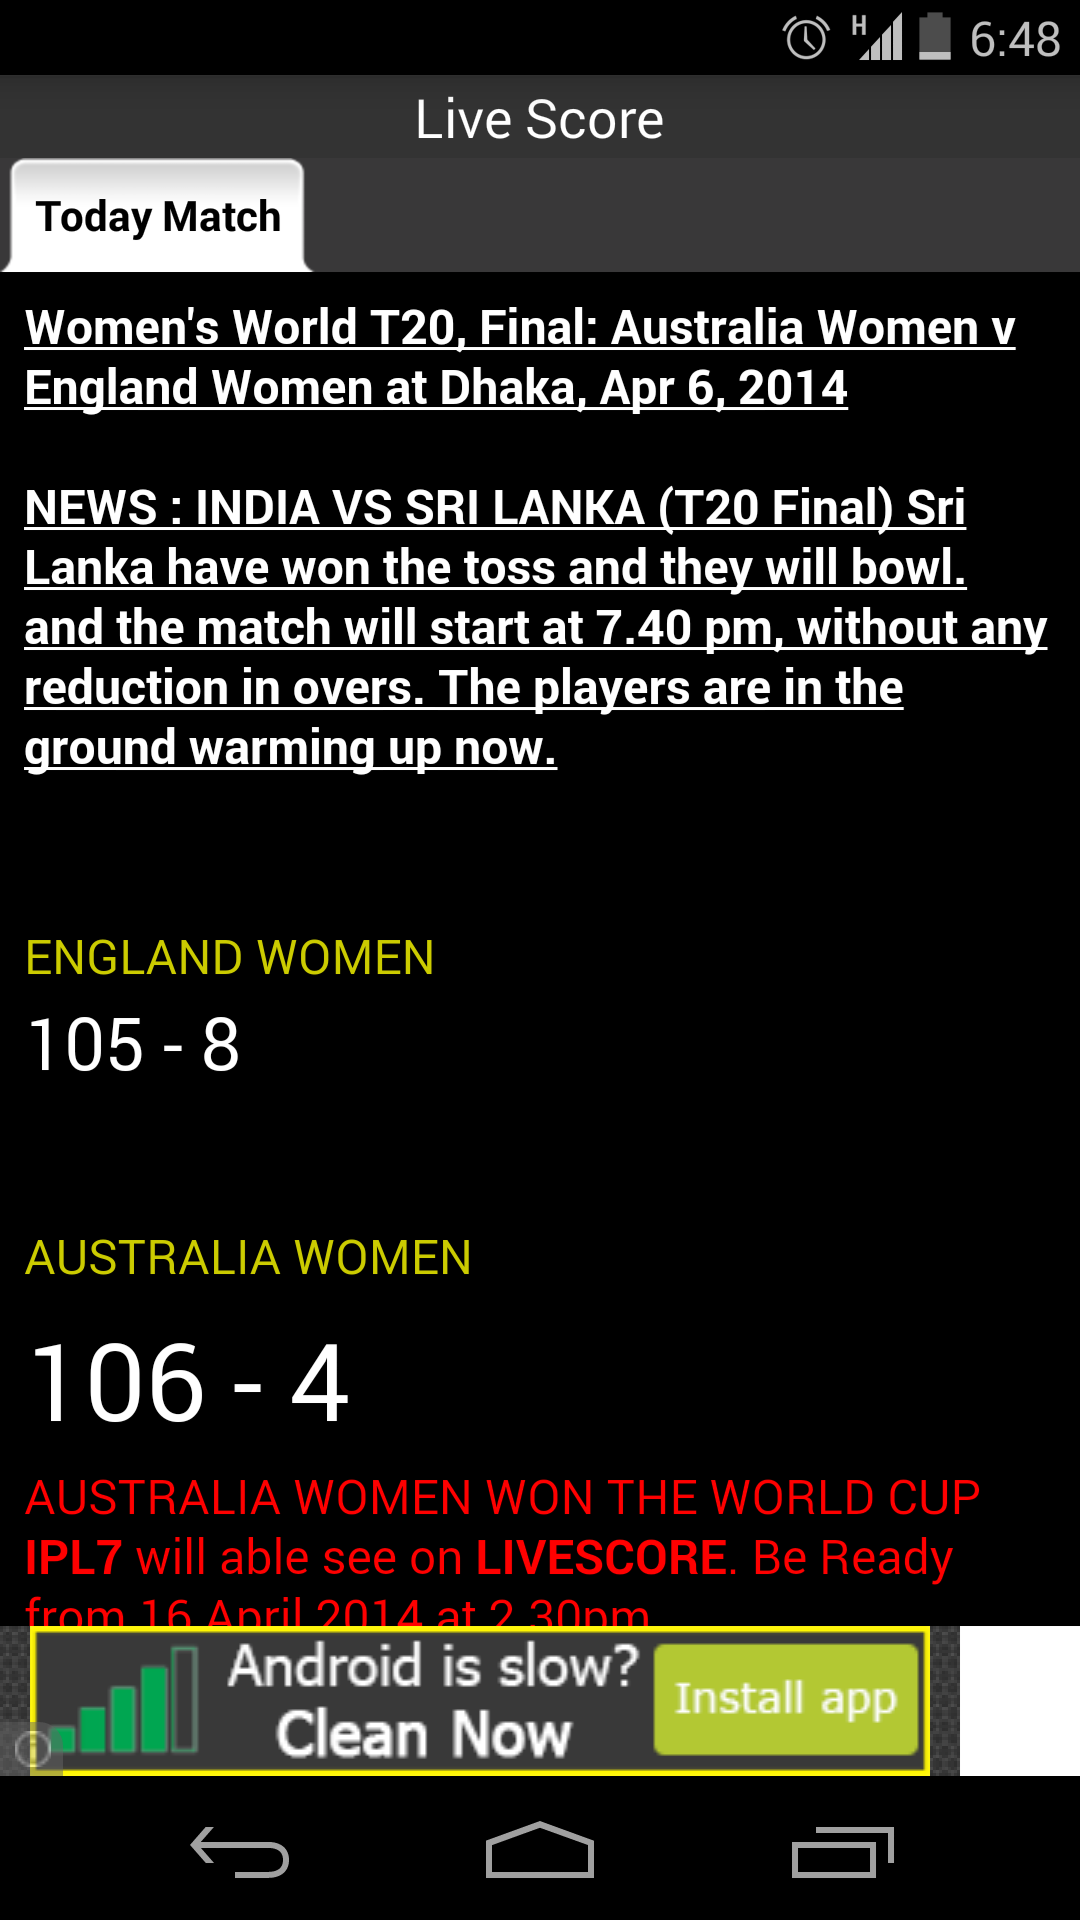 H 6:48
Live Score
Today Match
Women's World T20, Final: Australia Women v
England Women at Dhaka, Apr 6, 2014
NEWS : INDIA VS SRI LANKA (T20 Final) Sri
Lanka have won the toss and they will bowl.
and the match will start at 7.40 pm, without any
reduction in overs. The players are in the
ground warming up now.
ENGLAND WOMEN
105 - 8
AUSTRALIA WOMEN
106 - 4
AUSTRALIA WOMEN WON THE WORLD CUP
IPL7 will able see on LIVESCORE. Be Ready
from 16 April 2014 at 2.30pm
Android is slow?
Clean Now
Install app